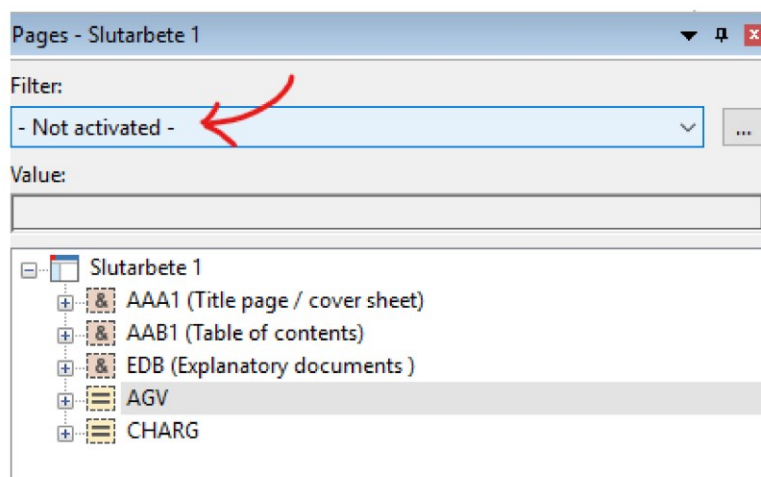 Pages - Slutarbete 1
Filter:
- Not activated -
...
Value:
Slutarbete 1
& AAA1 (Title page / cover sheet)
& AAB1 (Table of contents)
& EDB (Explanatory documents )
AGV
CHARG